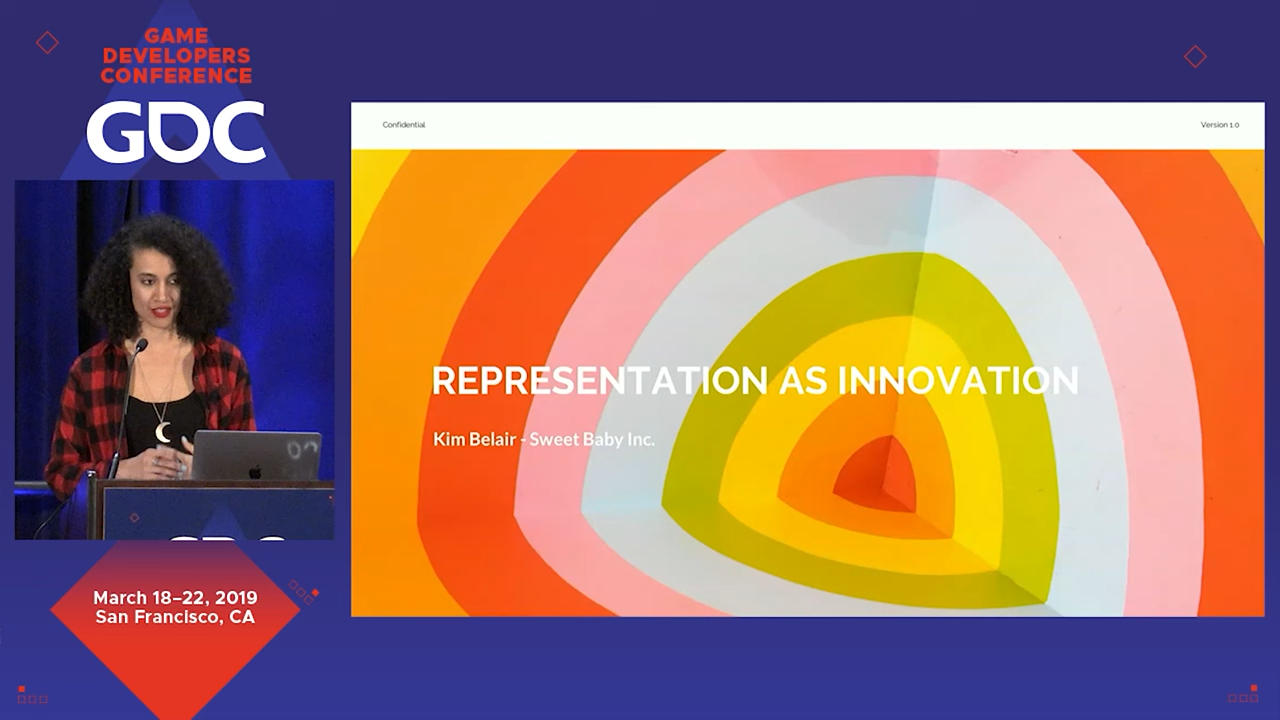 GAME
DEVELOPERS
CONFERENCE
GDC
March 18–22, 2019
San Francisco, CA
Confidential
Version 1.0
REPRESENTATION AS INNOVATION
Kim Belair - Sweet Baby Inc.